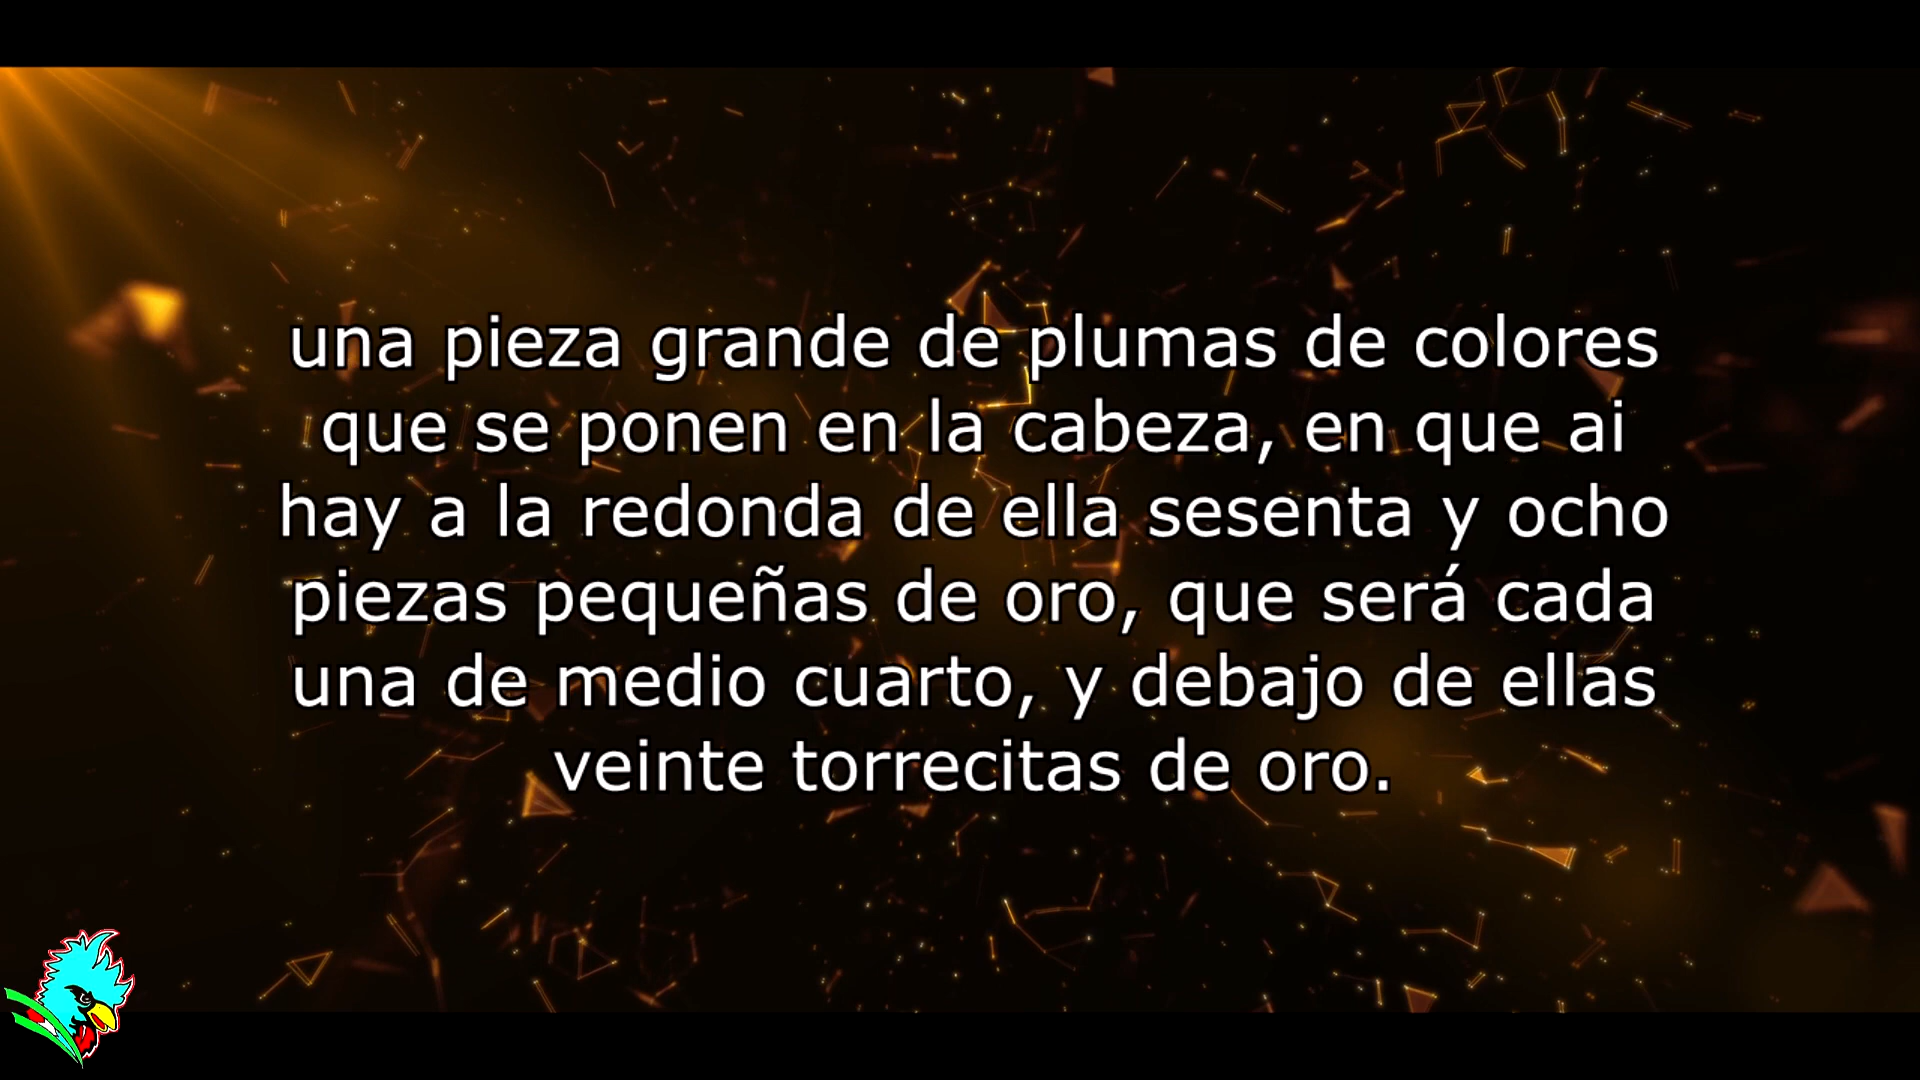 una pieza grande de plumas de colores
que se ponen en la cabeza, en que ai
hay a la redonda de ella sesenta y ocho
piezas pequeñas de oro, que será cada
una de medio cuarto, y debajo de ellas
veinte torrecitas de oro.